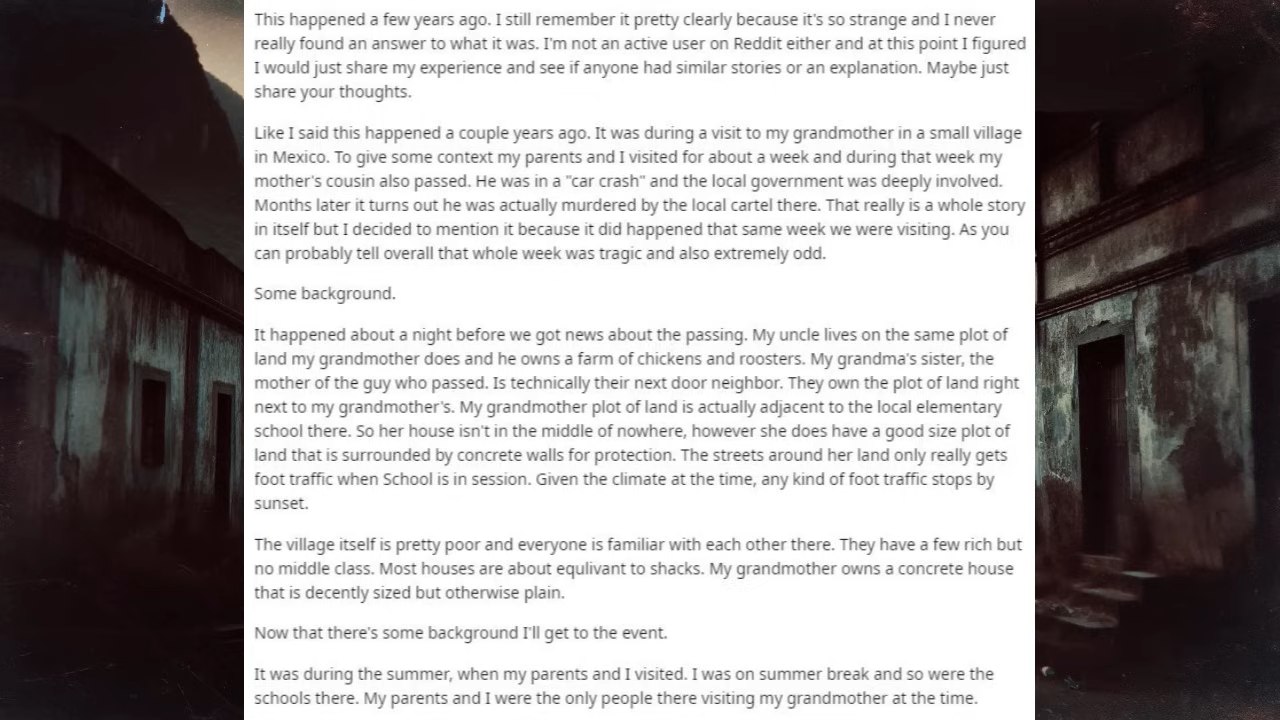 This happened a few years ago. I still remember it pretty clearly because it's so strange and I never
really found an answer to what it was. I'm not an active user on Reddit either and at this point I figured
I would just share my experience and see if anyone had similar stories or an explanation. Maybe just
share your thoughts.
Like I said this happened a couple years ago. It was during a visit to my grandmother in a small village
in Mexico. To give some context my parents and I visited for about a week and during that week my
mother's cousin also passed. He was in a "car crash" and the local government was deeply involved.
Months later it turns out he was actually murdered by the local cartel there. That really is a whole story
in itself but I decided to mention it because it did happened that same week we were visiting. As you
can probably tell overall that whole week was tragic and also extremely odd.
Some background.
It happened about a night before we got news about the passing. My uncle lives on the same plot of
land my grandmother does and he owns a farm of chickens and roosters. My grandma's sister, the
mother of the guy who passed. Is technically their next door neighbor. They own the plot of land right
next to my grandmother's. My grandmother plot of land is actually adjacent to the local elementary
school there. So her house isn't in the middle of nowhere, however she does have a good size plot of
land that is surrounded by concrete walls for protection. The streets around her land only really gets
foot traffic when School is in session. Given the climate at the time, any kind of foot traffic stops by
sunset.
The village itself is pretty poor and everyone is familiar with each other there. They have a few rich but
no middle class. Most houses are about equlivant to shacks. My grandmother owns a concrete house
that is decently sized but otherwise plain.
Now that there's some background I'll get to the event.
It was during the summer, when my parents and I visited. I was on summer break and so were the
schools there. My parents and I were the only people there visiting my grandmother at the time.